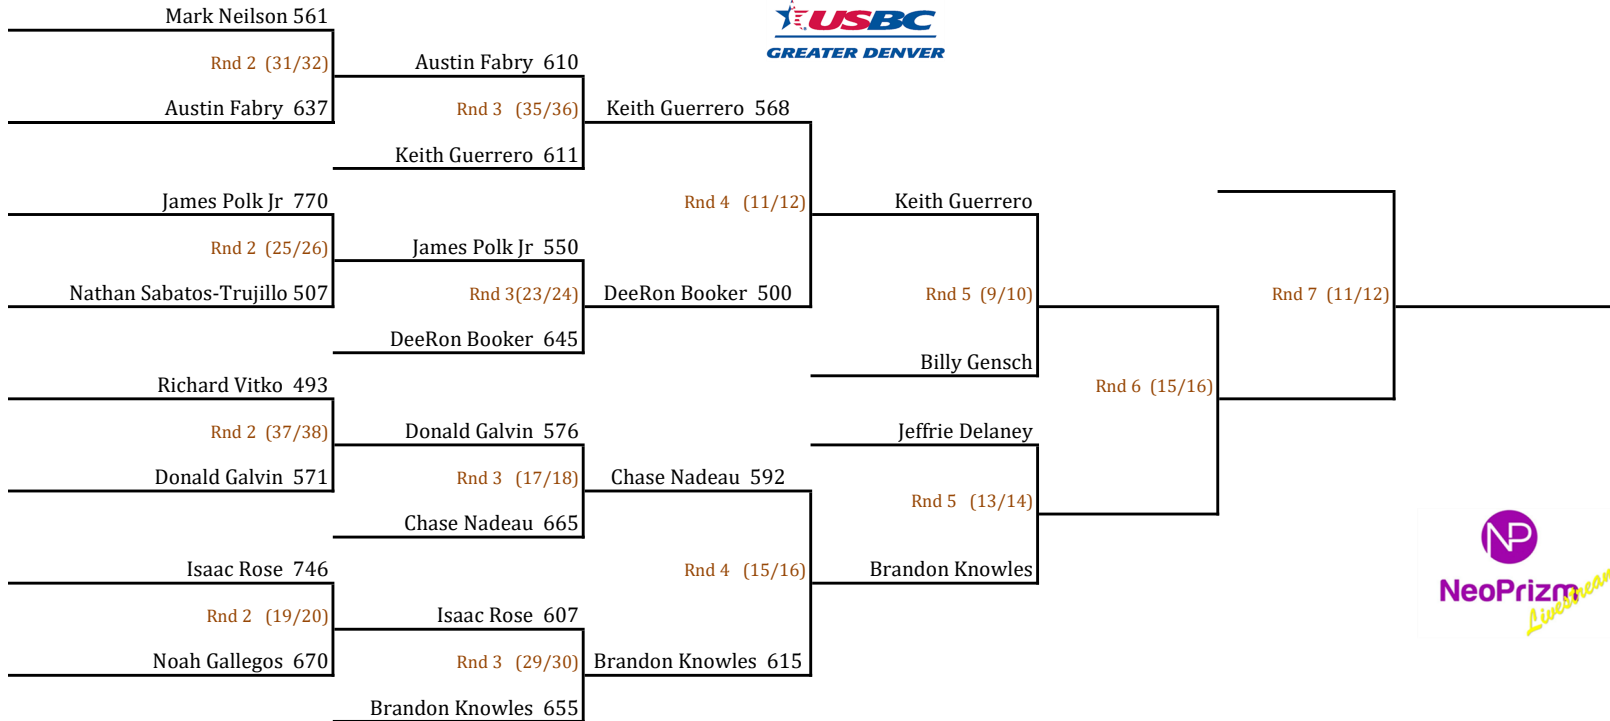 Mark Neilson 561
USBC
GREATER DENVER
Rnd 2 (31/32)
Austin Fabry 610
Austin Fabry 637
Rnd 3 (35/36)
Keith Guerrero 568
Keith Guerrero 611
James Polk Jr 770
Rnd 4 (11/12)
Keith Guerrero
Rnd 2 (25/26)
James Polk Jr 550
Nathan Sabatos-Trujillo 507
Rnd 3(23/24)
DeeRon Booker 500
Rnd 5 (9/10)
Rnd 7 (11/12)
DeeRon Booker 645
Billy Gensch
Richard Vitko 493
Rnd 6 (15/16)
Rnd 2 (37/38)
Donald Galvin 576
Jeffrie Delaney
Donald Galvin 571
Rnd 3 (17/18)
Chase Nadeau 592
Rnd 5 (13/14)
Chase Nadeau 665
NP
Isaac Rose 746
Rnd 4 (15/16)
Brandon Knowles
NeoPrizm
Livestream
Rnd 2 (19/20)
Isaac Rose 607
Noah Gallegos 670
Rnd 3 (29/30)
Brandon Knowles 615
Brandon Knowles 655